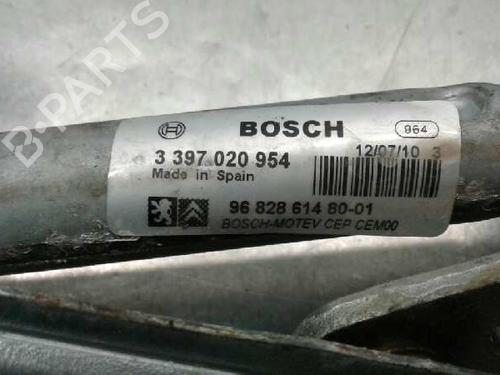 B-PARTS
BOSCH
964
3 397 020 954
12/07/10 3
Made in Spain
96 828 614 80-01
BOSCH-MOTEV CEP CEM00